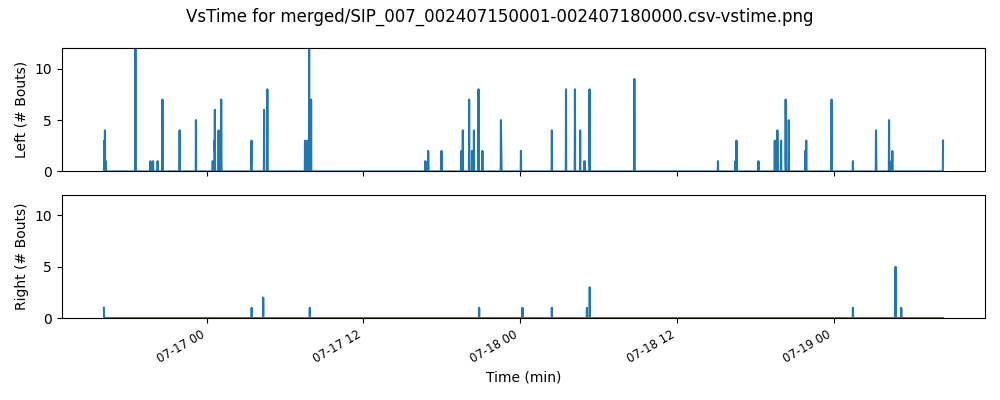 VsTime for merged/SIP_007_002407150001-002407180000.csv-vstime.png
Left (# Bouts)
10
5
0
Right (# Bouts)
10
5
0
07-17 00
07-17 12
07-18 00
07-18 12
07-19 00
Time (min)